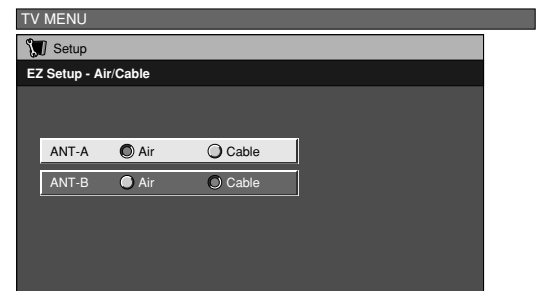 TV MENU
Setup
EZ Setup - Air/Cable
ANT-A Air Cable
ANT-B Air Cable